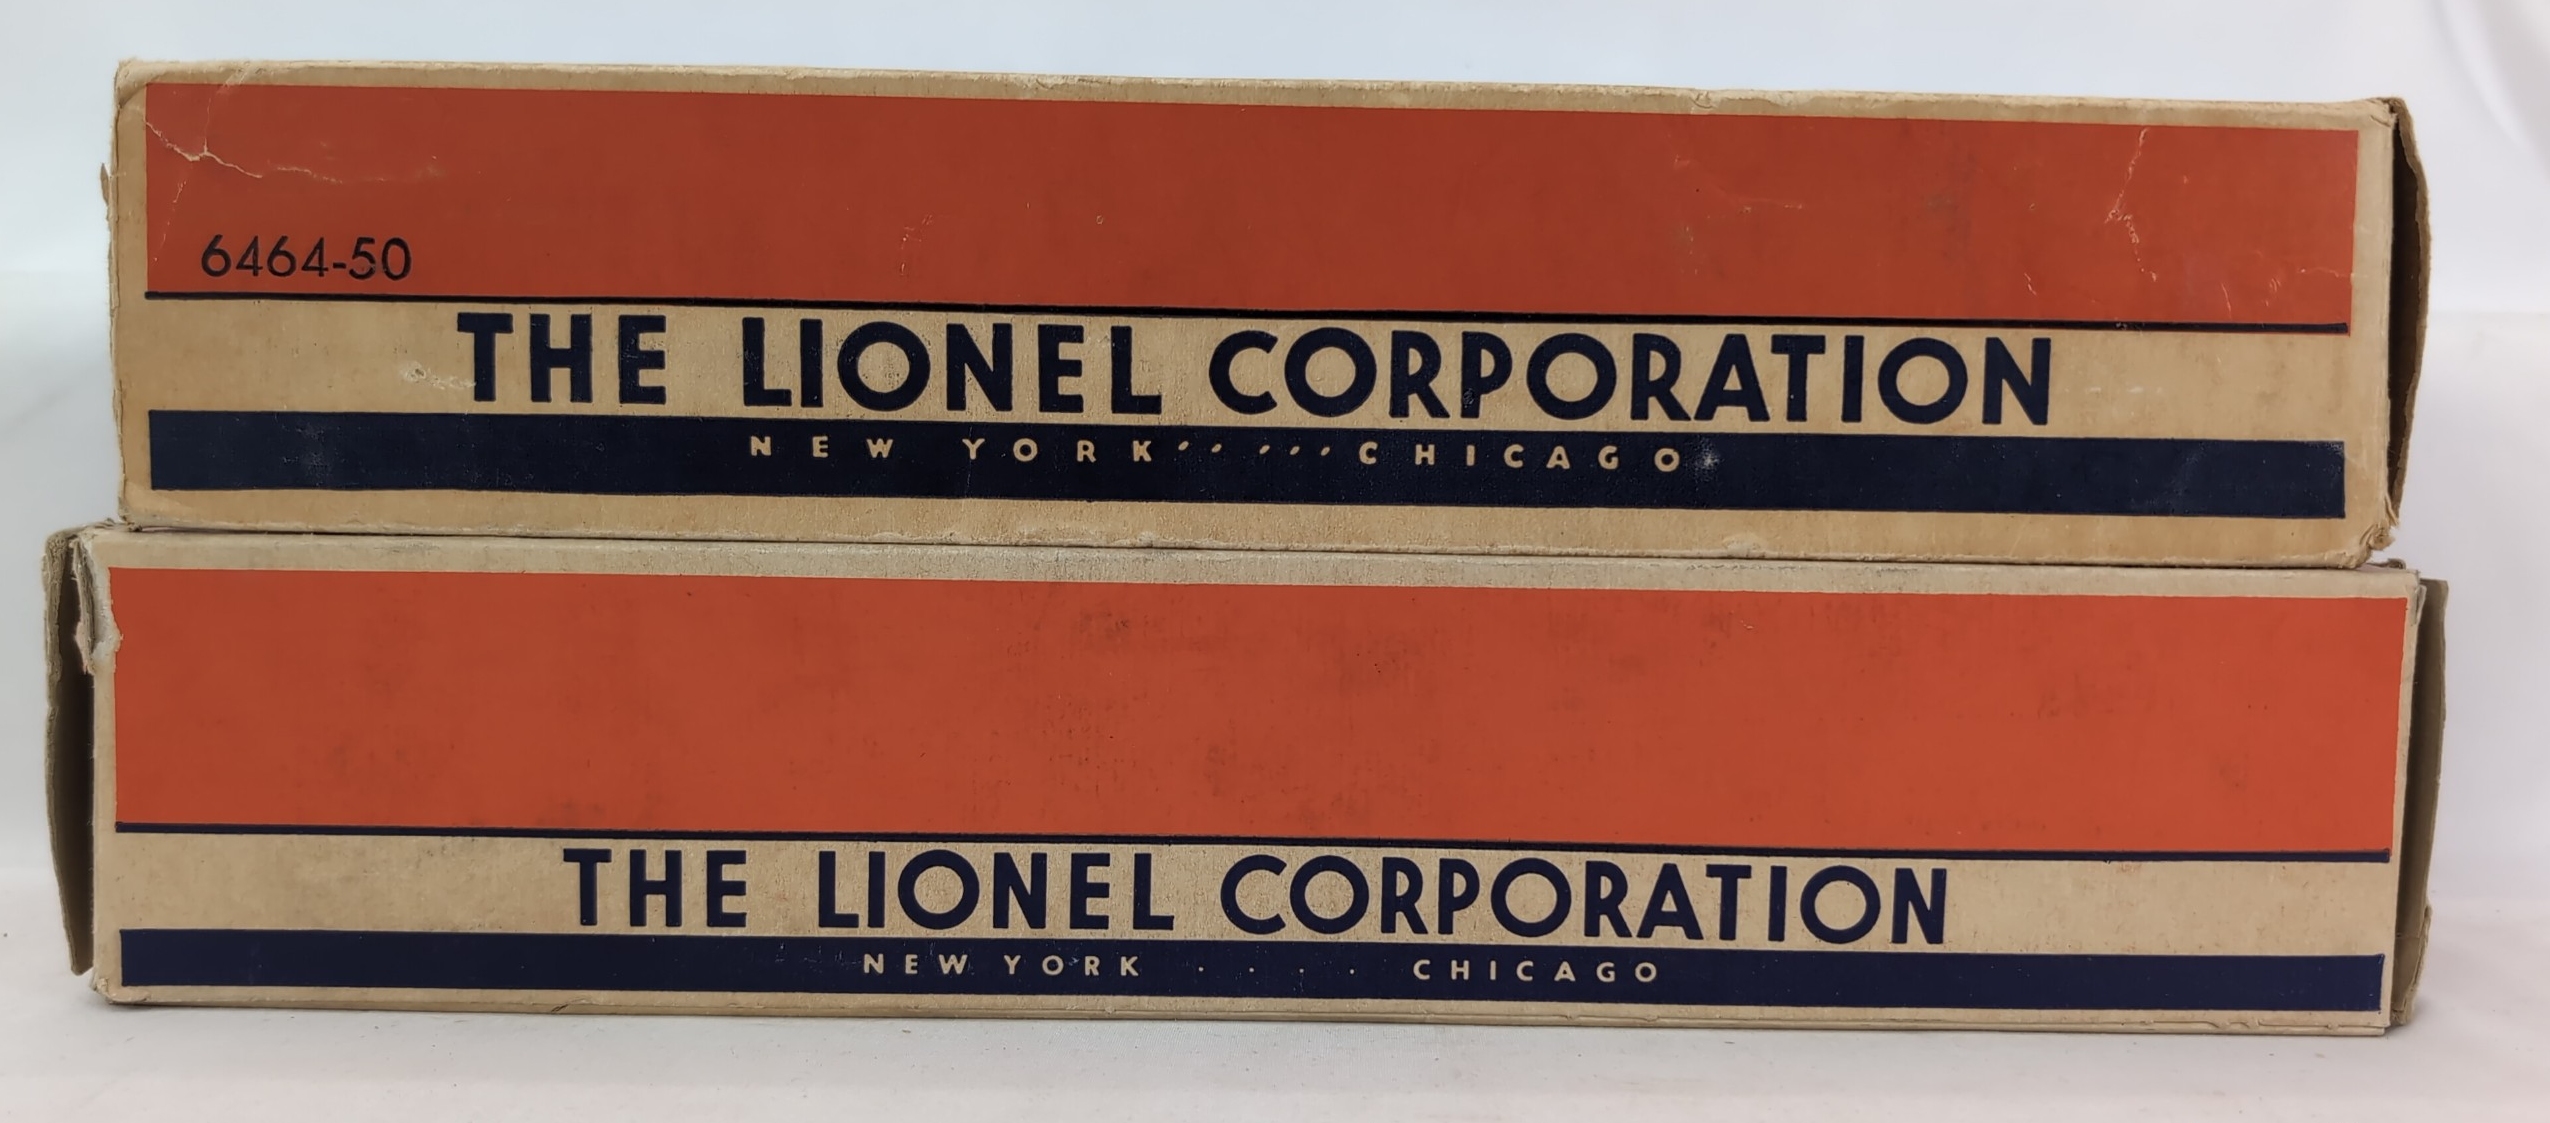 6464-50
THE LIONEL CORPORATION
NEW YORK ······ CHICAGO
THE LIONEL CORPORATION
NEW YORK . . . . CHICAGO